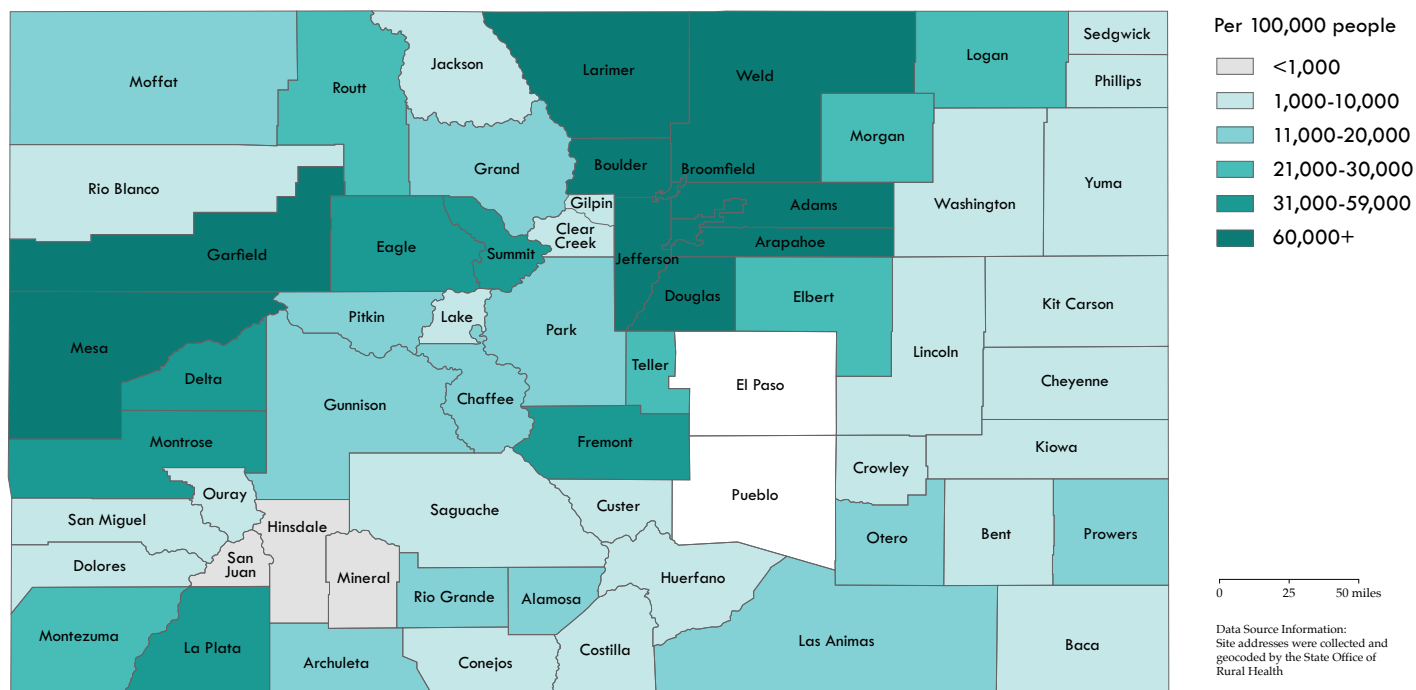 Per 100,000 people
<1,000
1,000-10,000
11,000-20,000
21,000-30,000
31,000-59,000
60,000+
Moffat
Routt
Jackson
Larimer
Weld
Logan
Sedgwick
Phillips
Morgan
Rio Blanco
Grand
Boulder
Broomfield
Washington
Yuma
Gilpin
Adams
Clear
Creek
Garfield
Eagle
Summit
Jefferson
Arapahoe
Douglas
Elbert
Kit Carson
Mesa
Pitkin
Lake
Park
Lincoln
Delta
Teller
El Paso
Cheyenne
Gunnison
Chaffee
Montrose
Fremont
Kiowa
Crowley
Ouray
Pueblo
San Miguel
Saguache
Custer
Hinsdale
Otero
Bent
Prowers
Dolores
San
Juan
Mineral
Huerfano
Rio Grande
Alamosa
Montezuma
La Plata
Archuleta
Conejos
Costilla
Las Animas
Baca
0 25 50 miles
Data Source Information:
Site addresses were collected and
geocoded by the State Office of
Rural Health